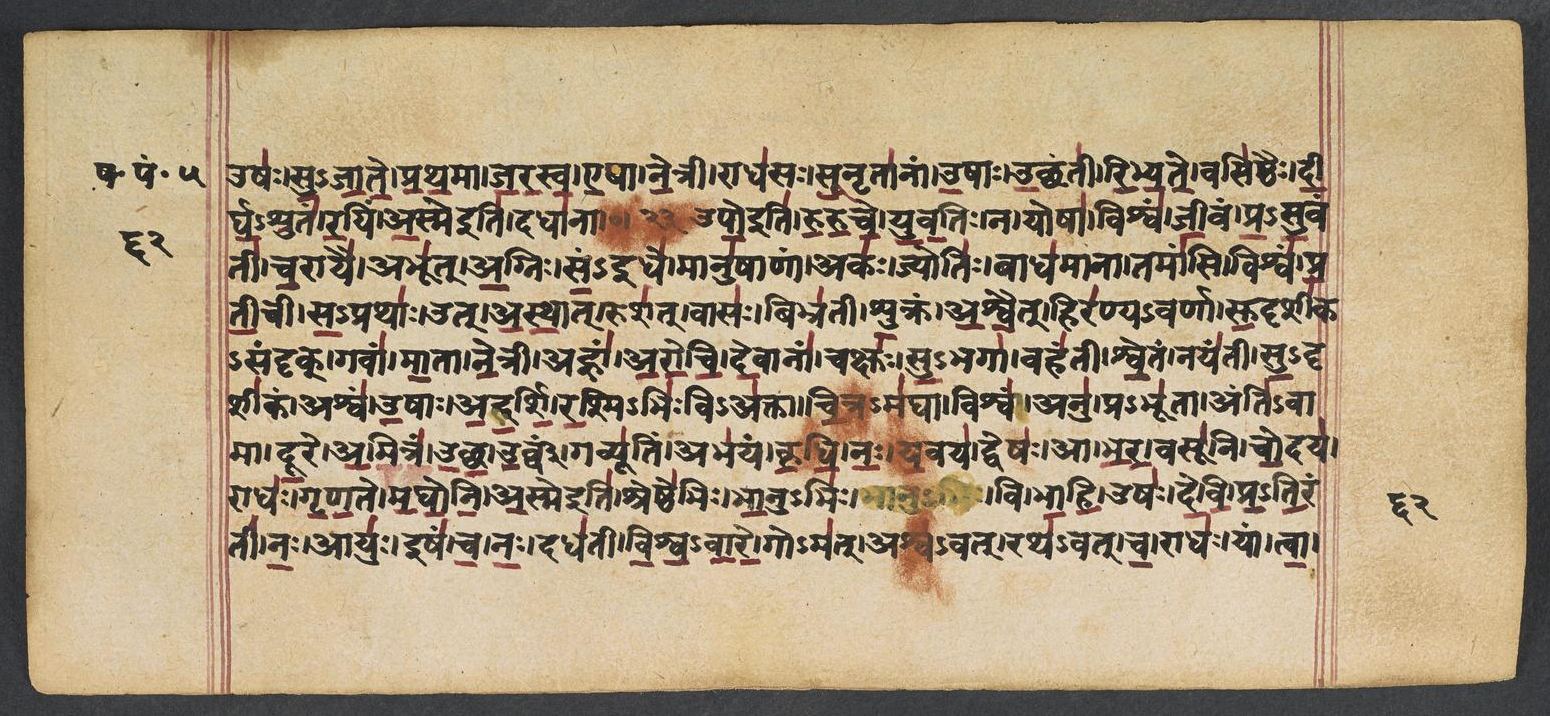 ष. पं. ५
६२
उषः।सुऽजाते।प्रथमा।जरस्व।एषा।नेत्री।राधसः।सूनृतानां।उषाः।उच्छंती।रिभ्यते।वसिष्ठैः।दी
र्घऽश्रुतं।रयिं।अस्मेइति।दधाना।०। २३ उपोइति।रुरुचे।युवतिः।न।योषा।विश्वं।जीवं।प्रऽसुवं
ती।चरायै।अभूत्।अग्निः।संऽइधे।मानुषाणां।अकः।ज्योतिः।बाधमाना।तमांसि।विश्वं।प्र
तीची।सऽप्रथाः।उत्।अस्थात्।रुशत्।वासः।बिभ्रती।शुक्रं।अश्वैत्।हिरण्यऽवर्णा।सुदृशीक
ऽसंदृक्।गवां।माता।नेत्री।अह्नां।अरोचि।देवानां।चक्षुः।सुऽभगा।वहंती।श्वेतं।नयंती।सुऽदृ
शीकं।अश्वं।उषाः।अदर्शि।रश्मिऽभिः।विऽअक्ता।चित्रऽमघा।विश्वं।अनु।प्रऽभूता।अंतिऽवा
मा।दूरे।अमित्रं।उच्छ।उर्वीं।गव्यूतिं।अभयं।कृधि।नः।यवय।द्वेषः।आ।भर।वसूनि।चोदय।
राधः।गृणते।मघोनि।अस्मेइति।श्रेष्ठेभिः।भानुऽभिः।भानुऽभिः।वि।भाहि।उषः।देवि।प्रऽतिरं
ती।नः।आयुः।इषं।च।नः।दधती।विश्वऽवारे।गोऽमत्।अश्वऽवत्।रथऽवत्।च।राधः।यां।त्वा।
६२